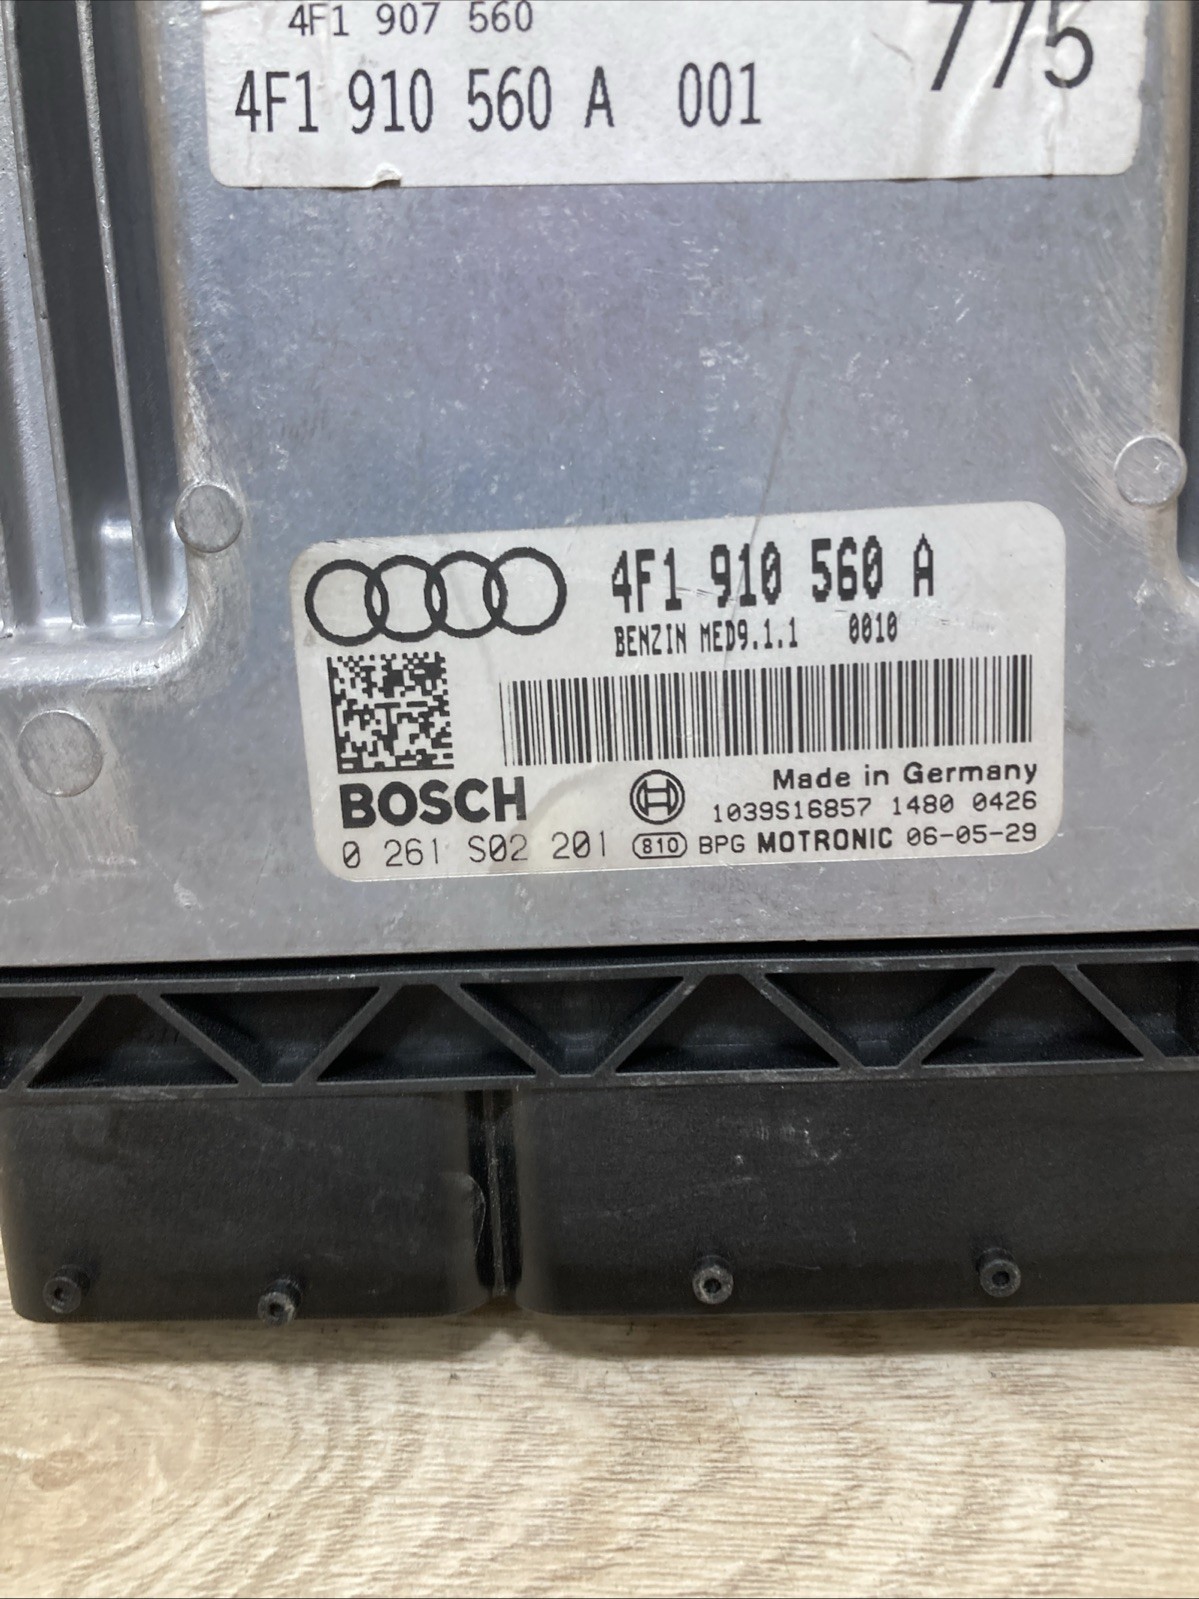 4F1 907 560
775
4F1 910 560 A 001
4F1 910 560 A
BENZIN MED9.1.1 0010
BOSCH
Made in Germany
1039S16857 1480 0426
0 261 S02 201 810 BPG MOTRONIC 06-05-29